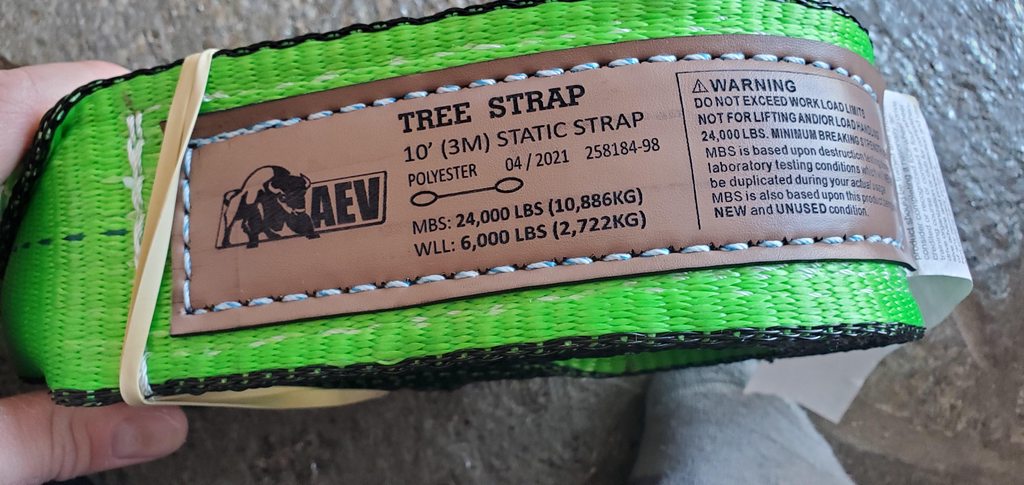 AEV
TREE STRAP
10' (3M) STATIC STRAP
POLYESTER 04 / 2021 258184-98
MBS: 24,000 LBS (10,886KG)
WLL: 6,000 LBS (2,722KG)
⚠WARNING
DO NOT EXCEED WORK LOAD LIMITS
NOT FOR LIFTING AND/OR LOAD
24,000 LBS. MINIMUM BREAKING
MBS is based upon destruction
laboratory testing conditions
be duplicated during your actual usage
MBS is also based upon this product
NEW and UNUSED condition.